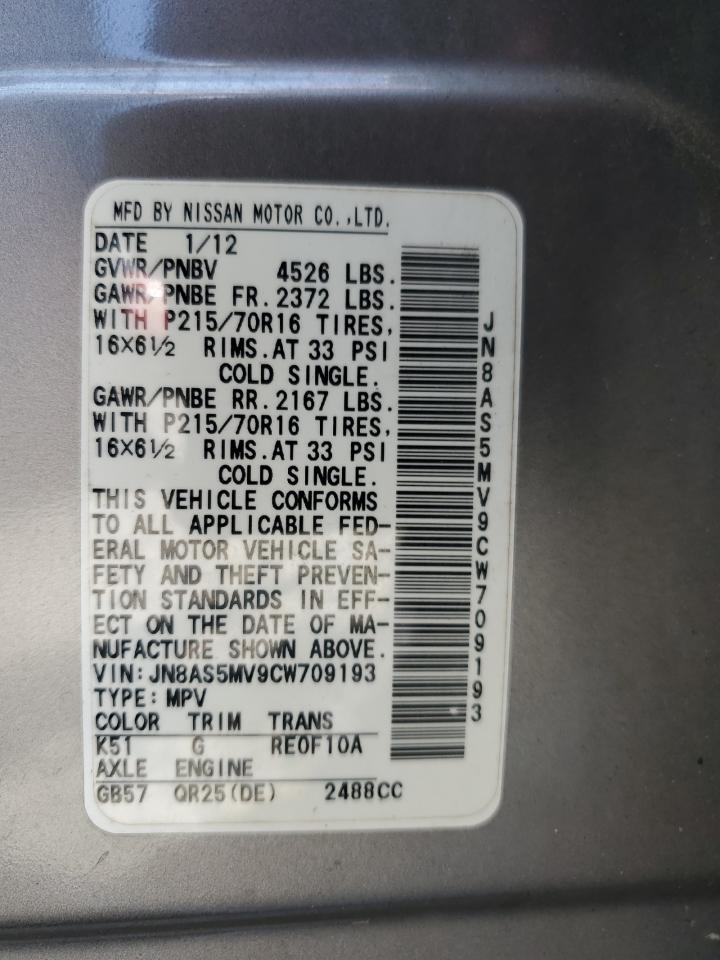 MFD BY NISSAN MOTOR CO.,LTD.
DATE 1/12
GVWR/PNBV 4526 LBS.
GAWR/PNBE FR. 2372 LBS.
WITH P215/70R16 TIRES,
16X6½ RIMS. AT 33 PSI
COLD SINGLE.
GAWR/PNBE RR. 2167 LBS.
WITH P215/70R16 TIRES,
16X6½ RIMS. AT 33 PSI
COLD SINGLE.
THIS VEHICLE CONFORMS
TO ALL APPLICABLE FED-
ERAL MOTOR VEHICLE SA-
FETY AND THEFT PREVEN-
TION STANDARDS IN EFF-
ECT ON THE DATE OF MA-
NUFACTURE SHOWN ABOVE.
VIN: JN8AS5MV9CW709193
TYPE: MPV
COLOR TRIM TRANS
K51 G RE0F10A
AXLE ENGINE
GB57 QR25(DE) 2488CC
JN8AS5MV9CW709193